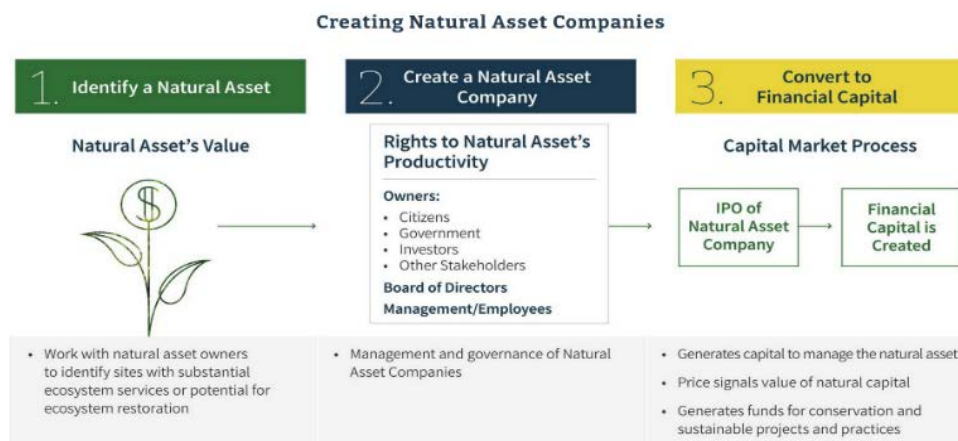 Creating Natural Asset Companies
1. Identify a Natural Asset
Natural Asset's Value
$
• Work with natural asset owners
to identify sites with substantial
ecosystem services or potential for
ecosystem restoration
2. Create a Natural Asset
Company
Rights to Natural Asset's
Productivity
Owners:
• Citizens
• Government
• Investors
• Other Stakeholders
Board of Directors
Management/Employees
• Management and governance of Natural
Asset Companies
3. Convert to
Financial Capital
Capital Market Process
IPO of
Natural Asset
Company
Financial
Capital is
Created
• Generates capital to manage the natural asset
• Price signals value of natural capital
• Generates funds for conservation and
sustainable projects and practices